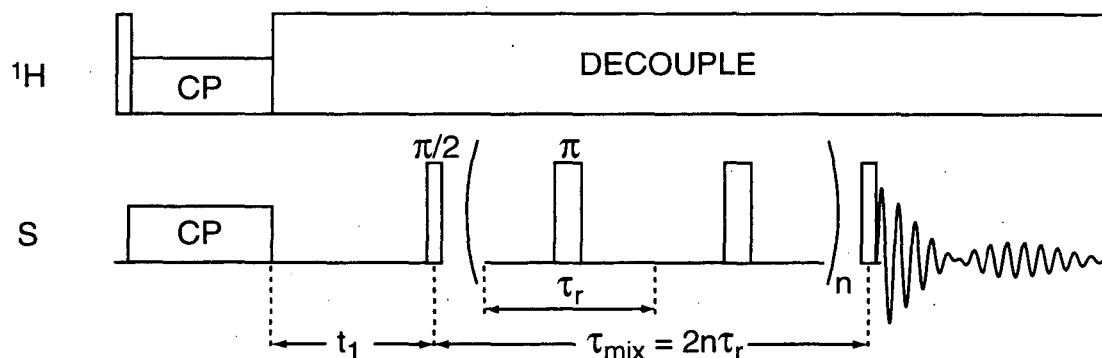 ¹H
CP
DECOUPLE
π/2
π
S
CP
n
τr
t₁
τmix = 2nτr